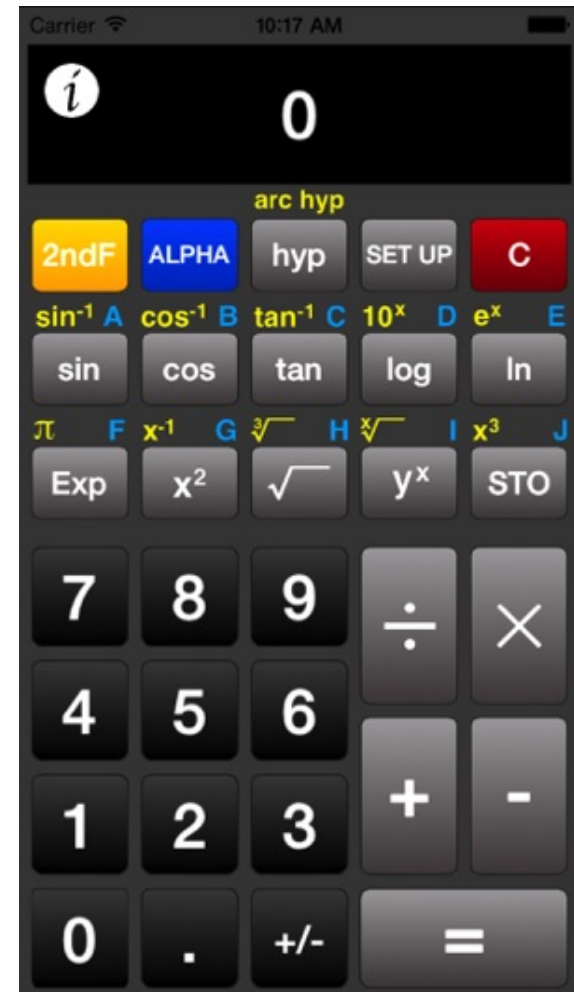 Carrier 10:17 AM
i
0
arc hyp
2ndF ALPHA hyp SET UP C
sin⁻¹ A cos⁻¹ B tan⁻¹ C 10ˣ D eˣ E
sin cos tan log ln
π F x⁻¹ G ³√ H ˣ√ I x³ J
Exp x² √ yˣ STO
7 8 9 ÷ ×
4 5 6
+ -
1 2 3
0 . +/- =